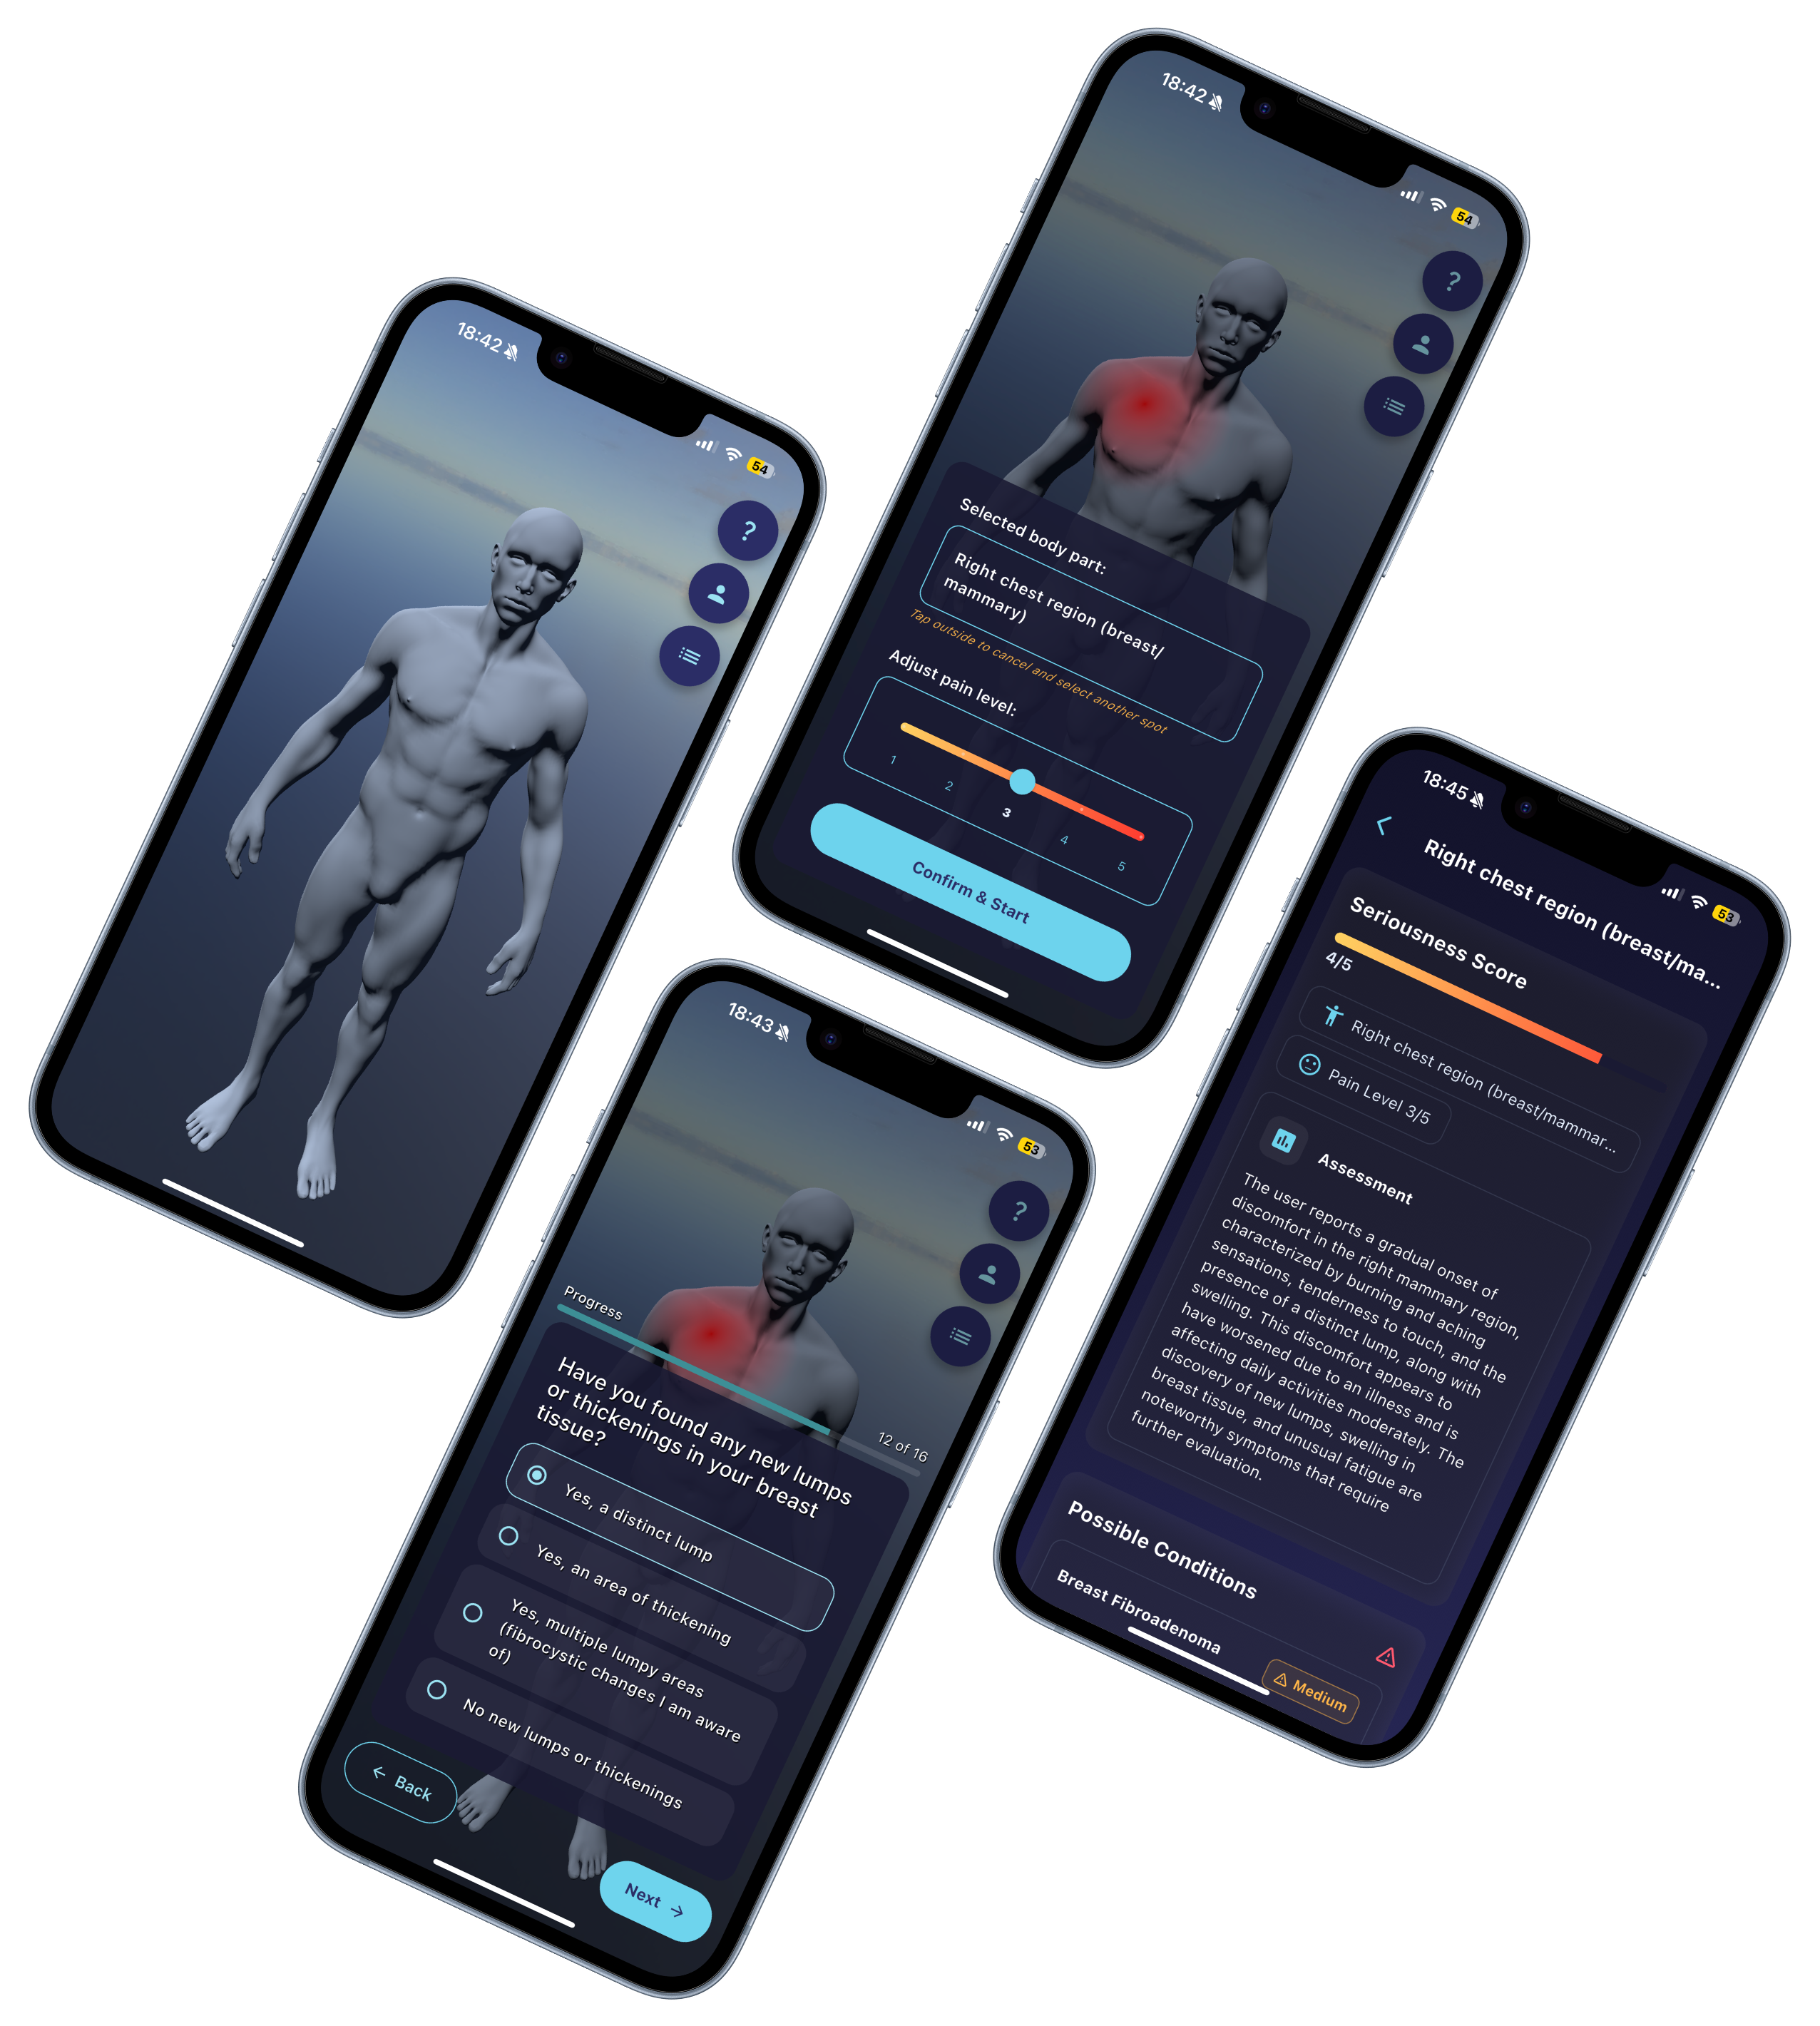 18:42
54
?
18:42
54
?
Selected body part:
Right chest region (breast/
mammary)
Tap outside to cancel and select another spot
Adjust pain level:
1
2
3
4
5
Confirm & Start
18:43
53
?
Progress
12 of 16
Have you found any new lumps
or thickenings in your breast
tissue?
Yes, a distinct lump
Yes, an area of thickening
Yes, multiple lumpy areas
(fibrocystic changes I am aware
of)
No new lumps or thickenings
← Back
Next →
18:45
53
Right chest region (breast/ma...
Seriousness Score
4/5
Right chest region (breast/mammar...
Pain Level 3/5
Assessment
The user reports a gradual onset of
discomfort in the right mammary region,
characterized by burning and aching
sensations, tenderness to touch, and the
presence of a distinct lump, along with
swelling. This discomfort appears to
have worsened due to an illness and is
affecting daily activities moderately. The
discovery of new lumps, swelling in
breast tissue, and unusual fatigue are
noteworthy symptoms that require
further evaluation.
Possible Conditions
Breast Fibroadenoma
Medium